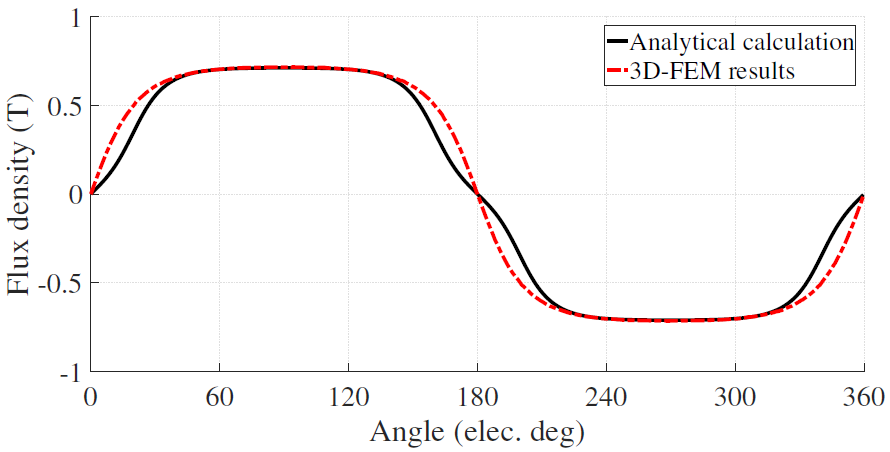 1
Analytical calculation
3D-FEM results
0.5
0
-0.5
-1
Flux density (T)
0 60 120 180 240 300 360
Angle (elec. deg)